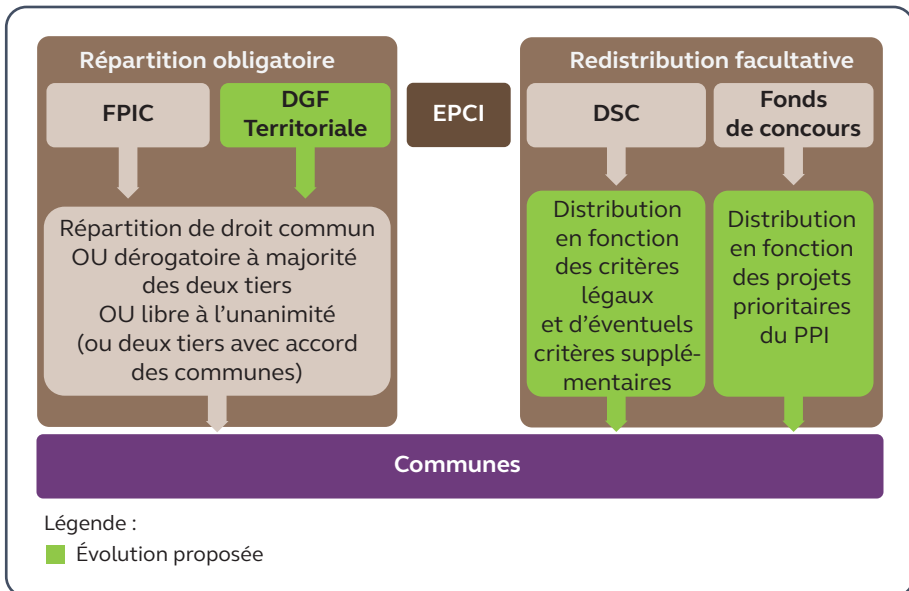 Répartition obligatoire
FPIC
DGF
Territoriale
Répartition de droit commun
OU dérogatoire à majorité
des deux tiers
OU libre à l'unanimité
(ou deux tiers avec accord
des communes)
EPCI
Redistribution facultative
DSC
Fonds
de concours
Distribution
en fonction
des critères
légaux
et d'éventuels
critères supplé-
mentaires
Distribution
en fonction
des projets
prioritaires
du PPI
Communes
Légende :
Évolution proposée